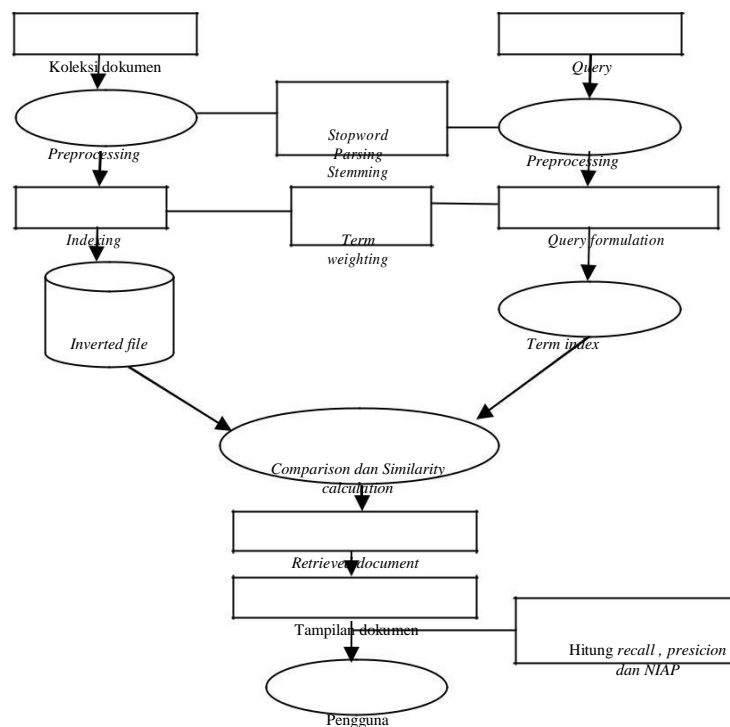 Koleksi dokumen
Query
Stopword
Parsing
Stemming
Preprocessing
Preprocessing
Indexing
Term
weighting
Query formulation
Inverted file
Term index
Comparison dan Similarity
calculation
Retrieved document
Tampilan dokumen
Hitung recall , presicion
dan NIAP
Pengguna